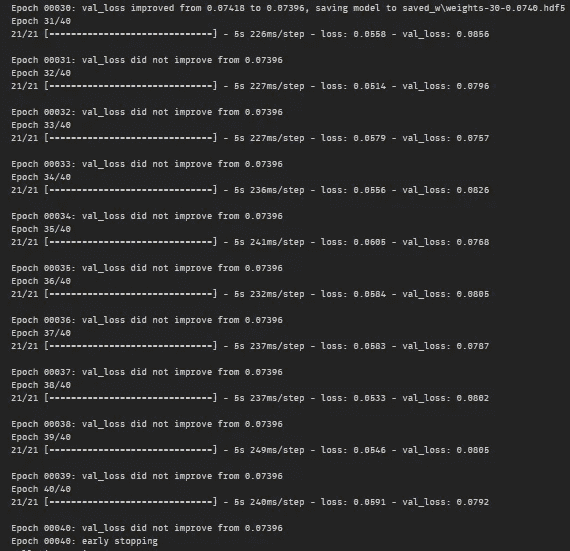 Epoch 00030: val_loss improved from 0.07418 to 0.07396, saving model to saved_w\weights-30-0.0740.hdf5
Epoch 31/40
21/21 [==============================] - 5s 226ms/step - loss: 0.0558 - val_loss: 0.0856
Epoch 00031: val_loss did not improve from 0.07396
Epoch 32/40
21/21 [==============================] - 5s 227ms/step - loss: 0.0514 - val_loss: 0.0796
Epoch 00032: val_loss did not improve from 0.07396
Epoch 33/40
21/21 [==============================] - 5s 227ms/step - loss: 0.0579 - val_loss: 0.0757
Epoch 00033: val_loss did not improve from 0.07396
Epoch 34/40
21/21 [==============================] - 5s 236ms/step - loss: 0.0556 - val_loss: 0.0826
Epoch 00034: val_loss did not improve from 0.07396
Epoch 35/40
21/21 [==============================] - 5s 241ms/step - loss: 0.0605 - val_loss: 0.0768
Epoch 00035: val_loss did not improve from 0.07396
Epoch 36/40
21/21 [==============================] - 5s 232ms/step - loss: 0.0584 - val_loss: 0.0805
Epoch 00036: val_loss did not improve from 0.07396
Epoch 37/40
21/21 [==============================] - 5s 237ms/step - loss: 0.0583 - val_loss: 0.0787
Epoch 00037: val_loss did not improve from 0.07396
Epoch 38/40
21/21 [==============================] - 5s 237ms/step - loss: 0.0533 - val_loss: 0.0802
Epoch 00038: val_loss did not improve from 0.07396
Epoch 39/40
21/21 [==============================] - 5s 249ms/step - loss: 0.0546 - val_loss: 0.0805
Epoch 00039: val_loss did not improve from 0.07396
Epoch 40/40
21/21 [==============================] - 5s 240ms/step - loss: 0.0591 - val_loss: 0.0792
Epoch 00040: val_loss did not improve from 0.07396
Epoch 00040: early stopping